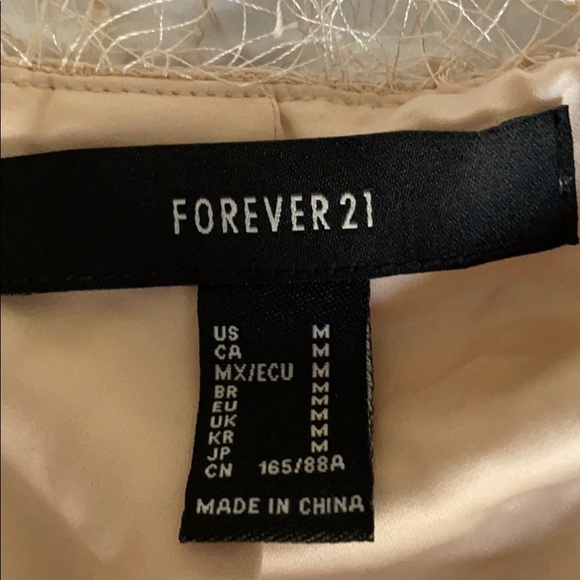 FOREVER 21
US M
CA M
MX/ECU M
BR M
EU M
UK M
KR M
JP M
CN 165/88A
MADE IN CHINA